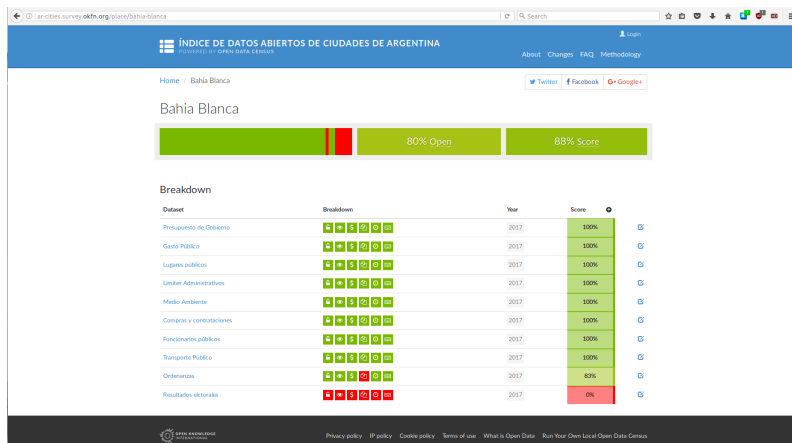 ar-cities.survey.okfn.org/place/bahia-blanca
Search
Login
ÍNDICE DE DATOS ABIERTOS DE CIUDADES DE ARGENTINA
POWERED BY OPEN DATA CENSUS
About Changes FAQ Methodology
Home / Bahia Blanca
Twitter Facebook Google+
Bahia Blanca
80% Open 88% Score
Breakdown
Dataset Breakdown Year Score
Presupuesto de Gobierno 2017 100%
Gasto Público 2017 100%
Lugares públicos 2017 100%
Límites Administrativos 2017 100%
Medio Ambiente 2017 100%
Compras y contrataciones 2017 100%
Funcionarios públicos 2017 100%
Transporte Público 2017 100%
Ordenanzas 2017 83%
Resultados elctorales 2017 0%
OPEN KNOWLEDGE
INTERNATIONAL
Privacy policy IP policy Cookie policy Terms of use What is Open Data Run Your Own Local Open Data Census